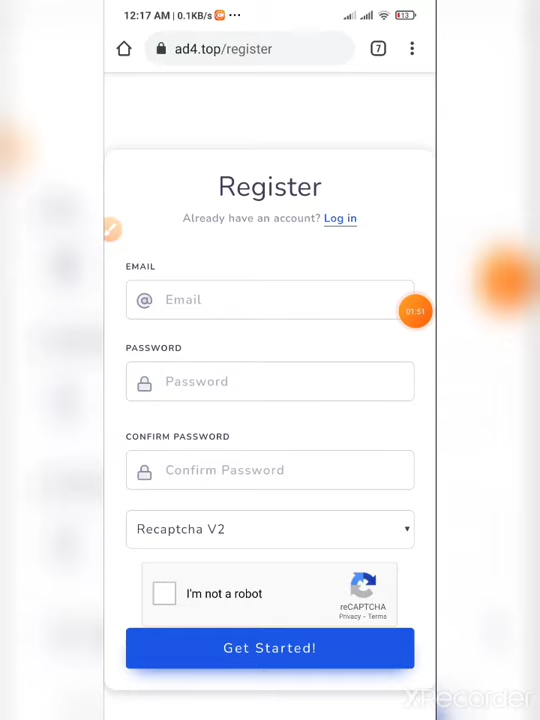 12:17 AM | 0.1KB/s ...
13
ad4.top/register
7
Register
Already have an account? Log in
EMAIL
@ Email
01:51
PASSWORD
Password
CONFIRM PASSWORD
Confirm Password
Recaptcha V2
I'm not a robot
reCAPTCHA
Privacy - Terms
Get Started!
XRecorder